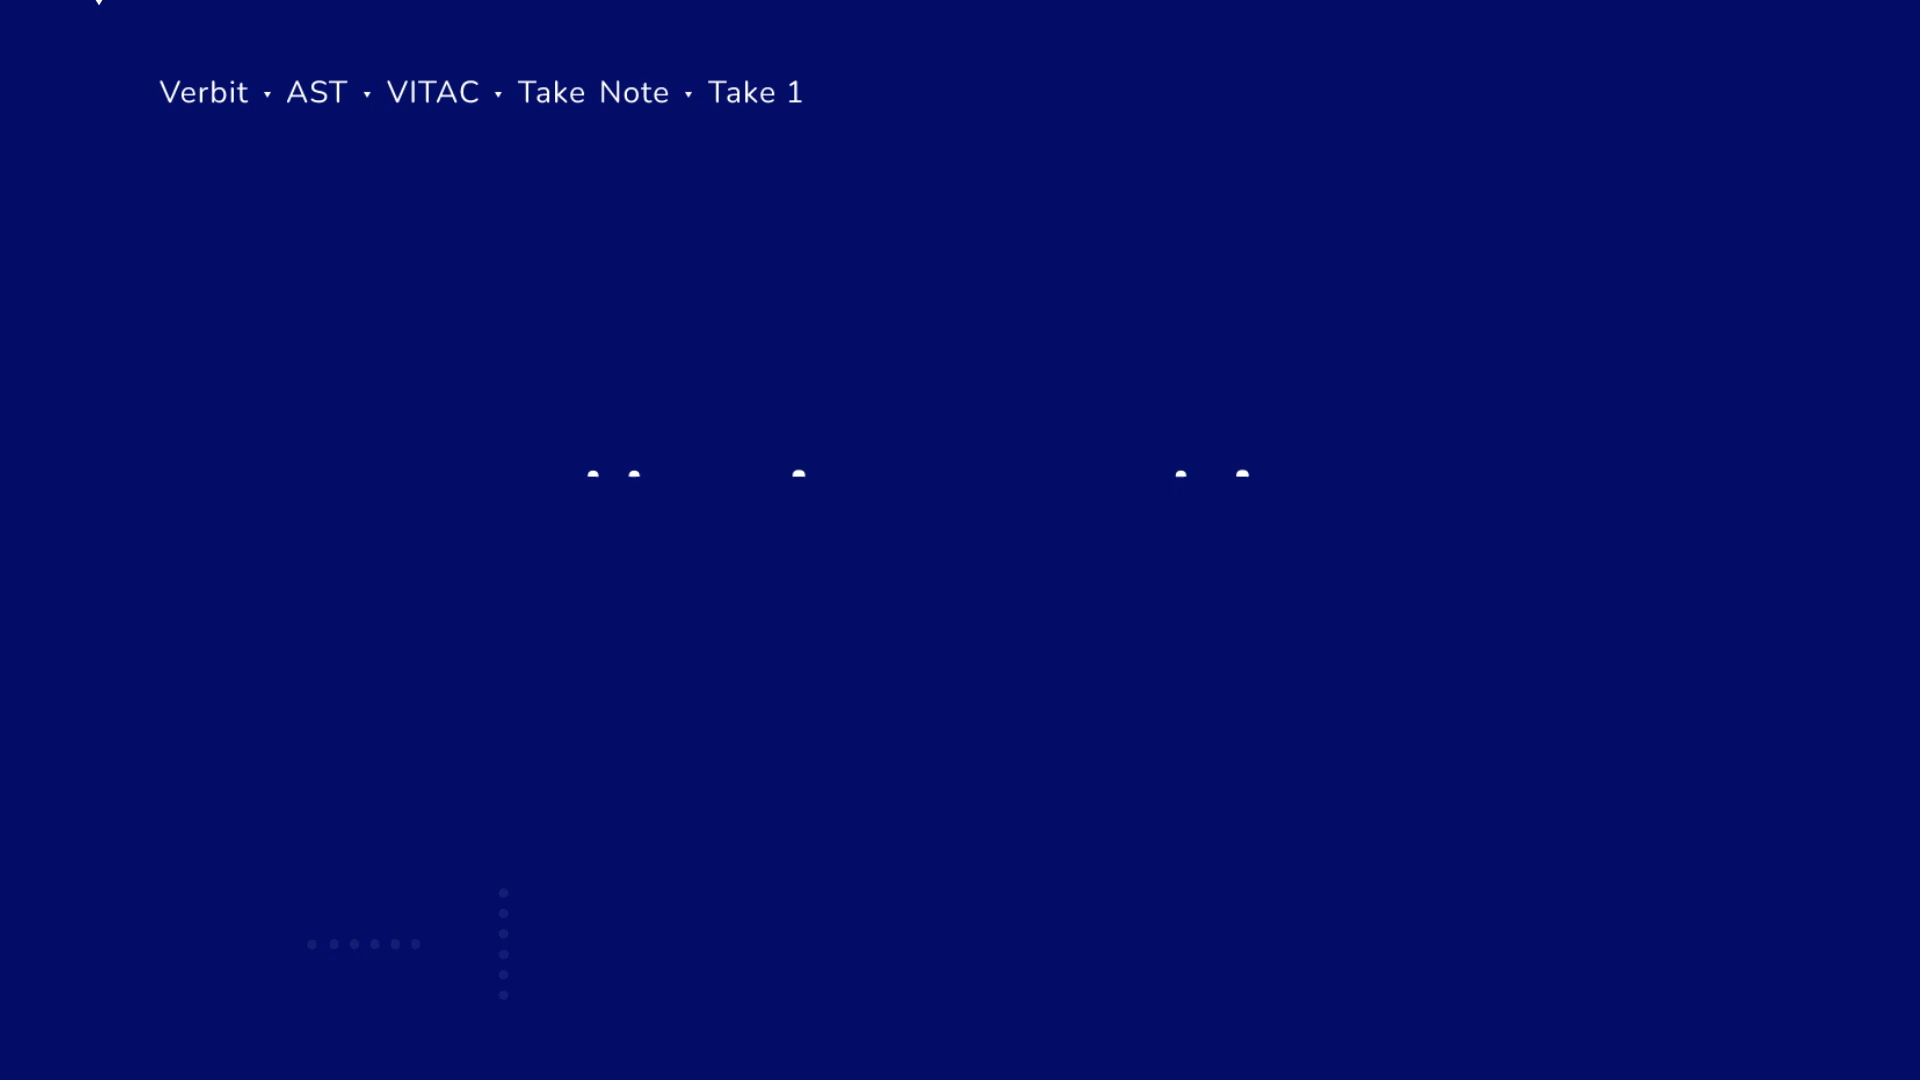 Verbit ▾ AST ▾ VITAC ▾ Take Note ▾ Take 1